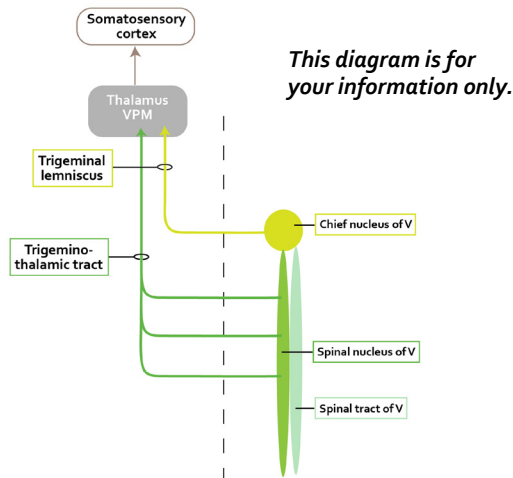 Somatosensory
cortex
This diagram is for
your information only.
Thalamus
VPM
Trigeminal
lemniscus
Chief nucleus of V
Trigemino-
thalamic tract
Spinal nucleus of V
Spinal tract of V